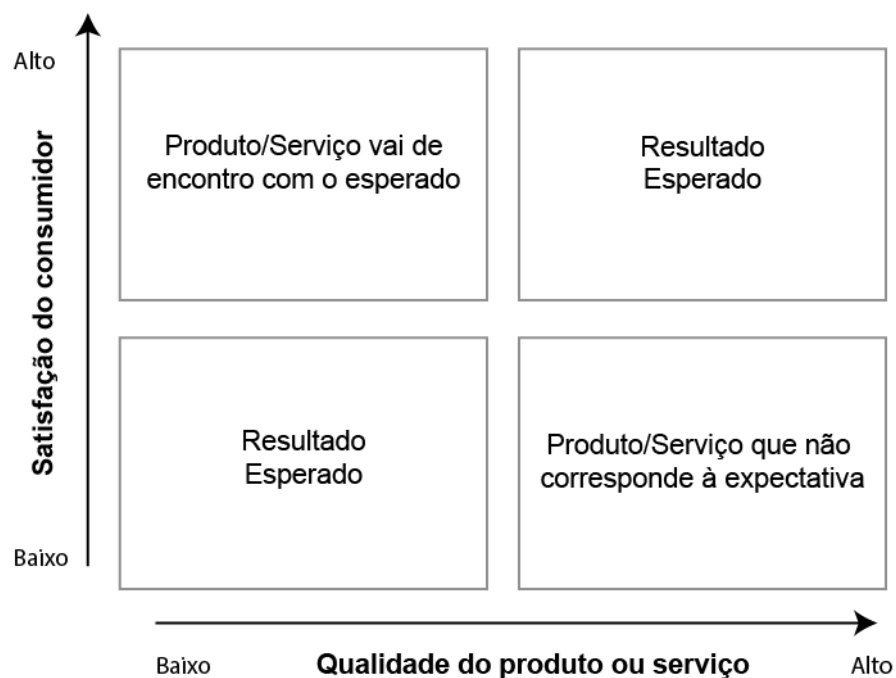 Alto
Satisfação do consumidor
Baixo
Produto/Serviço vai de
encontro com o esperado
Resultado
Esperado
Resultado
Esperado
Produto/Serviço que não
corresponde à expectativa
Baixo
Qualidade do produto ou serviço
Alto